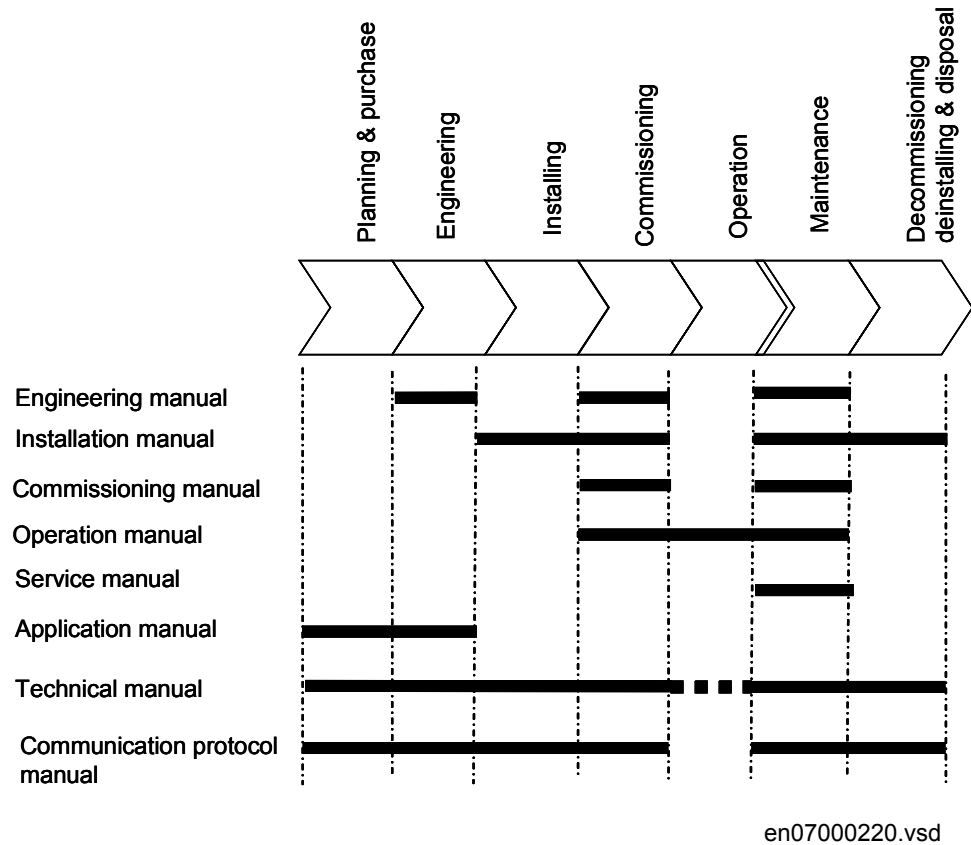 Planning & purchase
Engineering
Installing
Commissioning
Operation
Maintenance
Decommissioning
deinstalling & disposal
Engineering manual
Installation manual
Commissioning manual
Operation manual
Service manual
Application manual
Technical manual
Communication protocol
manual
en07000220.vsd